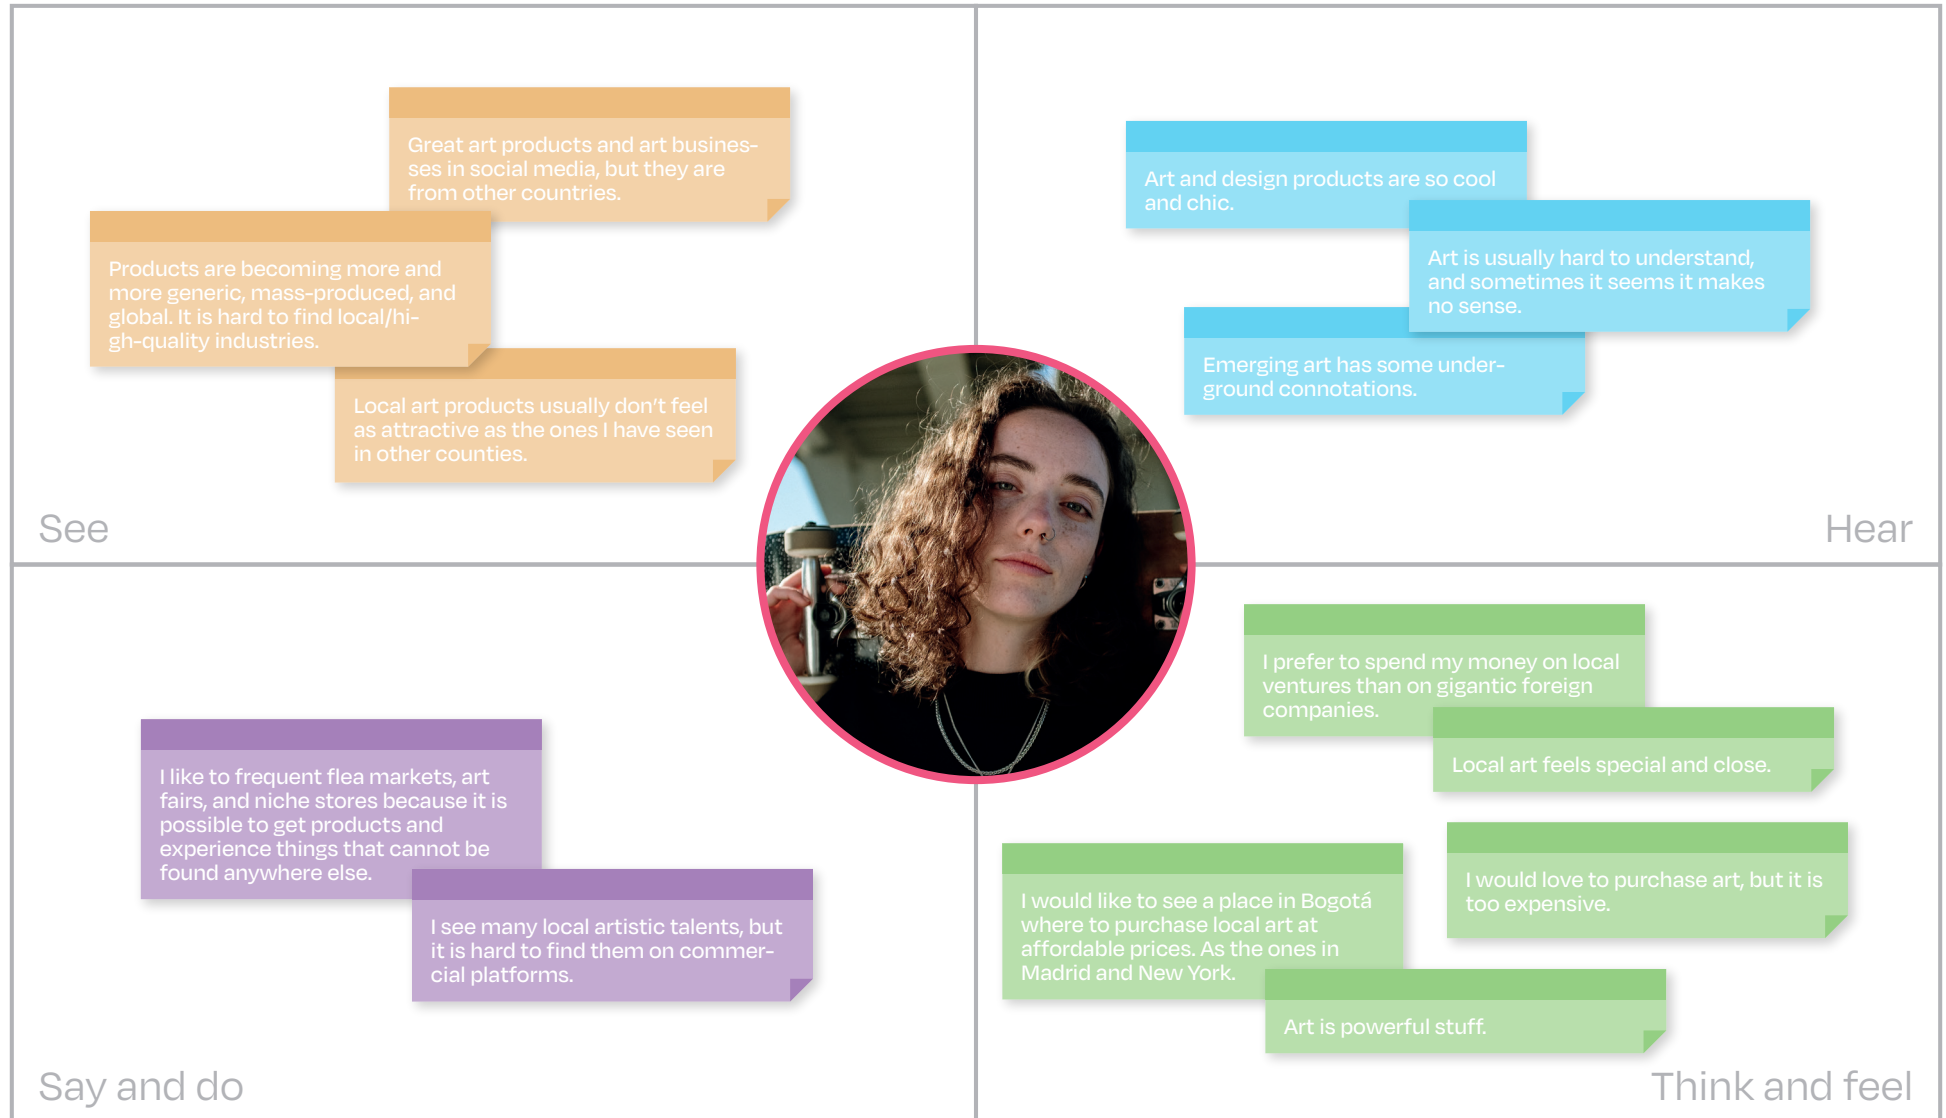 Great art products and art busines-
ses in social media, but they are
from other countries.
Products are becoming more and
more generic, mass-produced, and
global. It is hard to find local/hi-
gh-quality industries.
Local art products usually don't feel
as attractive as the ones I have seen
in other counties.
See
Art and design products are so cool
and chic.
Art is usually hard to understand,
and sometimes it seems it makes
no sense.
Emerging art has some under-
ground connotations.
Hear
I like to frequent flea markets, art
fairs, and niche stores because it is
possible to get products and
experience things that cannot be
found anywhere else.
I see many local artistic talents, but
it is hard to find them on commer-
cial platforms.
Say and do
I prefer to spend my money on local
ventures than on gigantic foreign
companies.
Local art feels special and close.
I would love to purchase art, but it is
too expensive.
I would like to see a place in Bogotá
where to purchase local art at
affordable prices. As the ones in
Madrid and New York.
Art is powerful stuff.
Think and feel